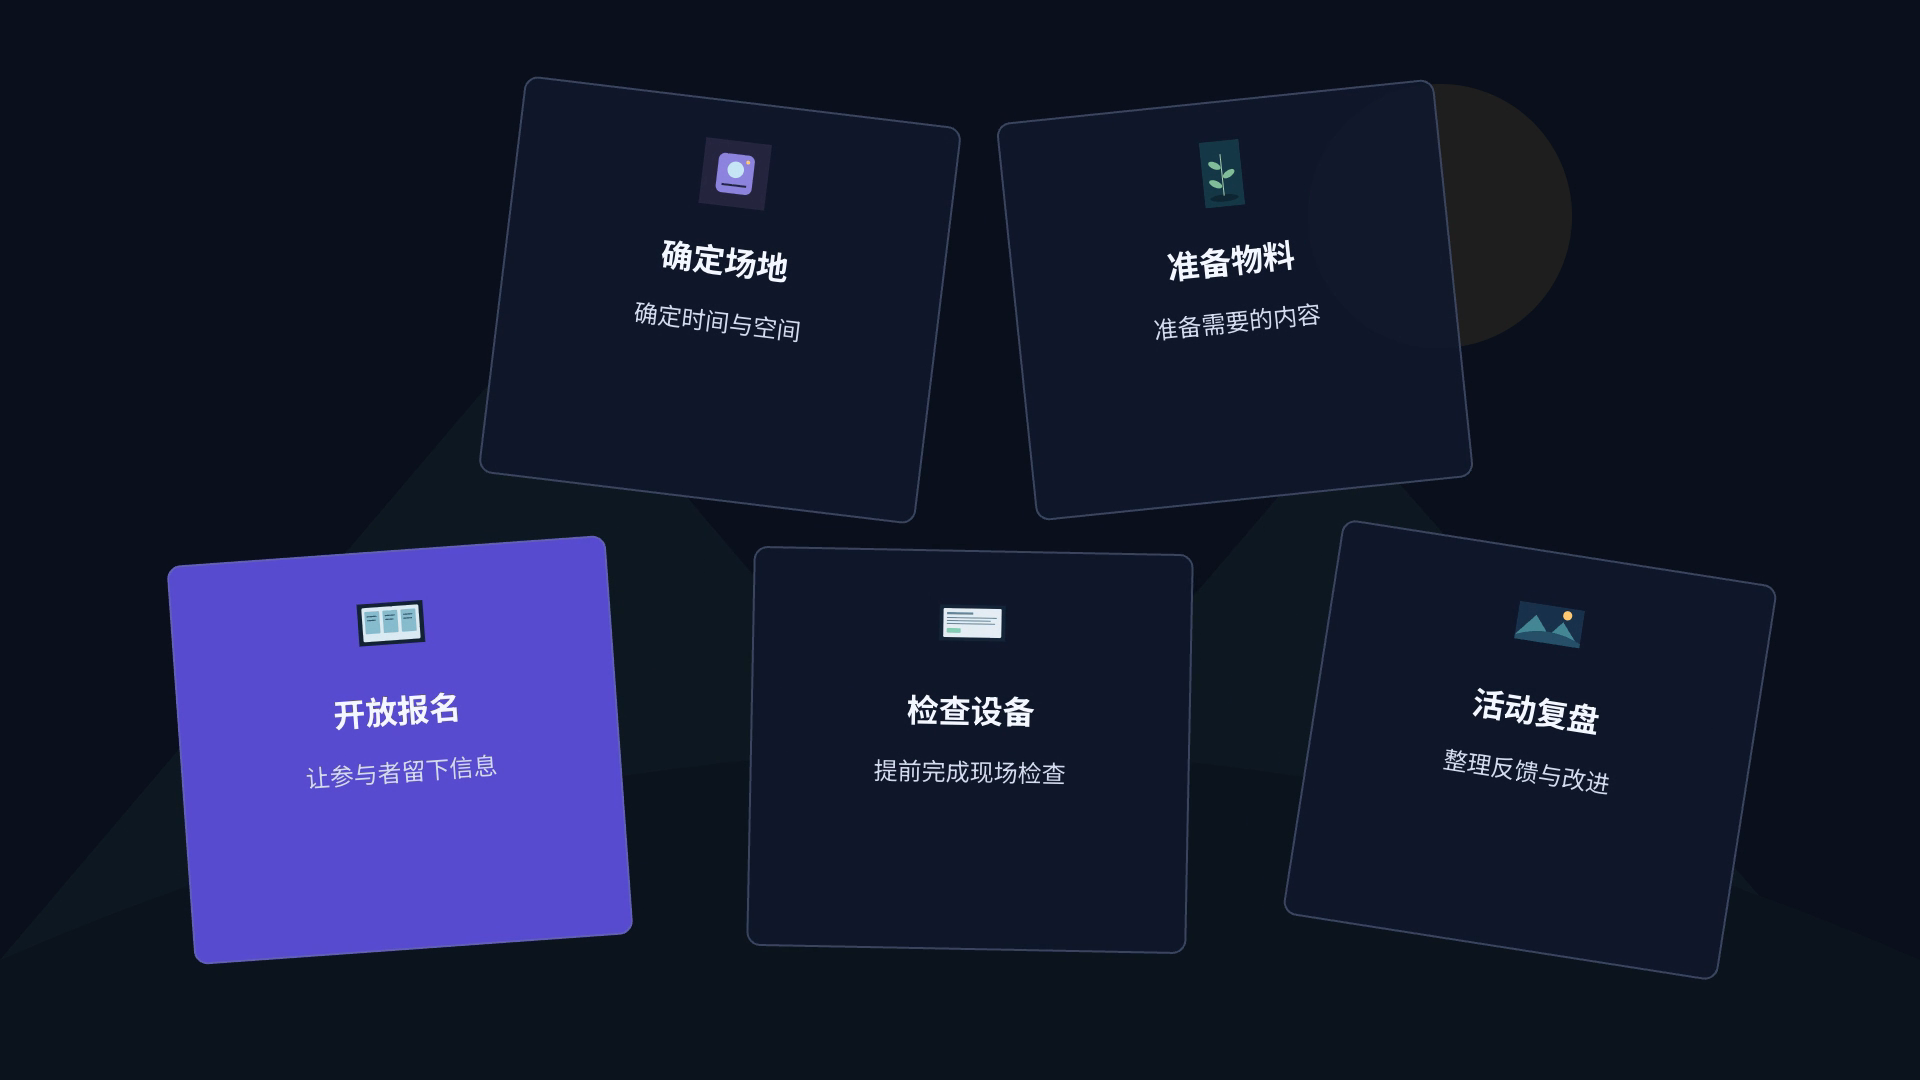 确定场地
确定时间与空间
准备物料
准备需要的内容
开放报名
让参与者留下信息
检查设备
提前完成现场检查
活动复盘
整理反馈与改进